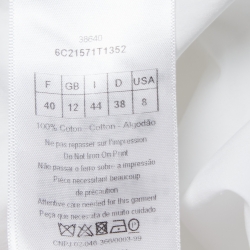 6C21571T1352
F GB I D USA
40 12 44 38 8
100% Coton - Cotton - Algodão
Ne pas repasser sur l'impression
Do Not Iron On Print
Não passar o ferro sobre a impressão
Pièce nécessitant beaucoup
de précaution
Attentive care needed for this garment
Peça que necessita de muito cuidado